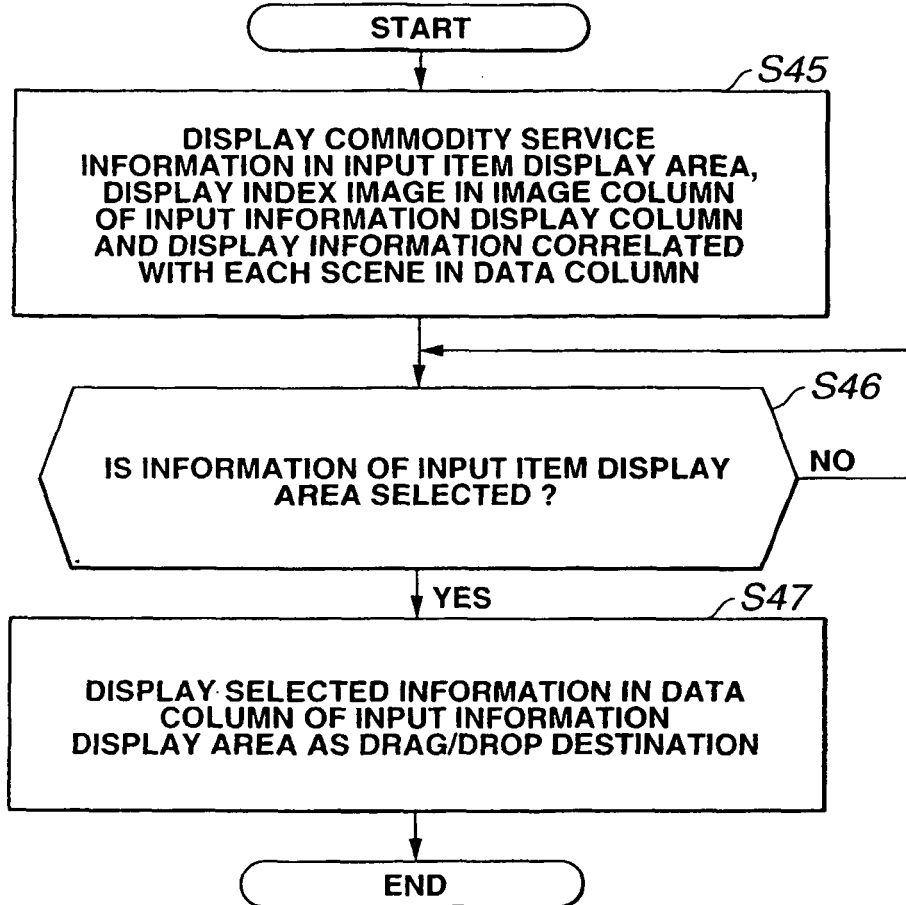 START
S45
DISPLAY COMMODITY SERVICE
INFORMATION IN INPUT ITEM DISPLAY AREA,
DISPLAY INDEX IMAGE IN IMAGE COLUMN
OF INPUT INFORMATION DISPLAY COLUMN
AND DISPLAY INFORMATION CORRELATED
WITH EACH SCENE IN DATA COLUMN
S46
IS INFORMATION OF INPUT ITEM DISPLAY
AREA SELECTED ?
NO
YES
S47
DISPLAY SELECTED INFORMATION IN DATA
COLUMN OF INPUT INFORMATION
DISPLAY AREA AS DRAG/DROP DESTINATION
END